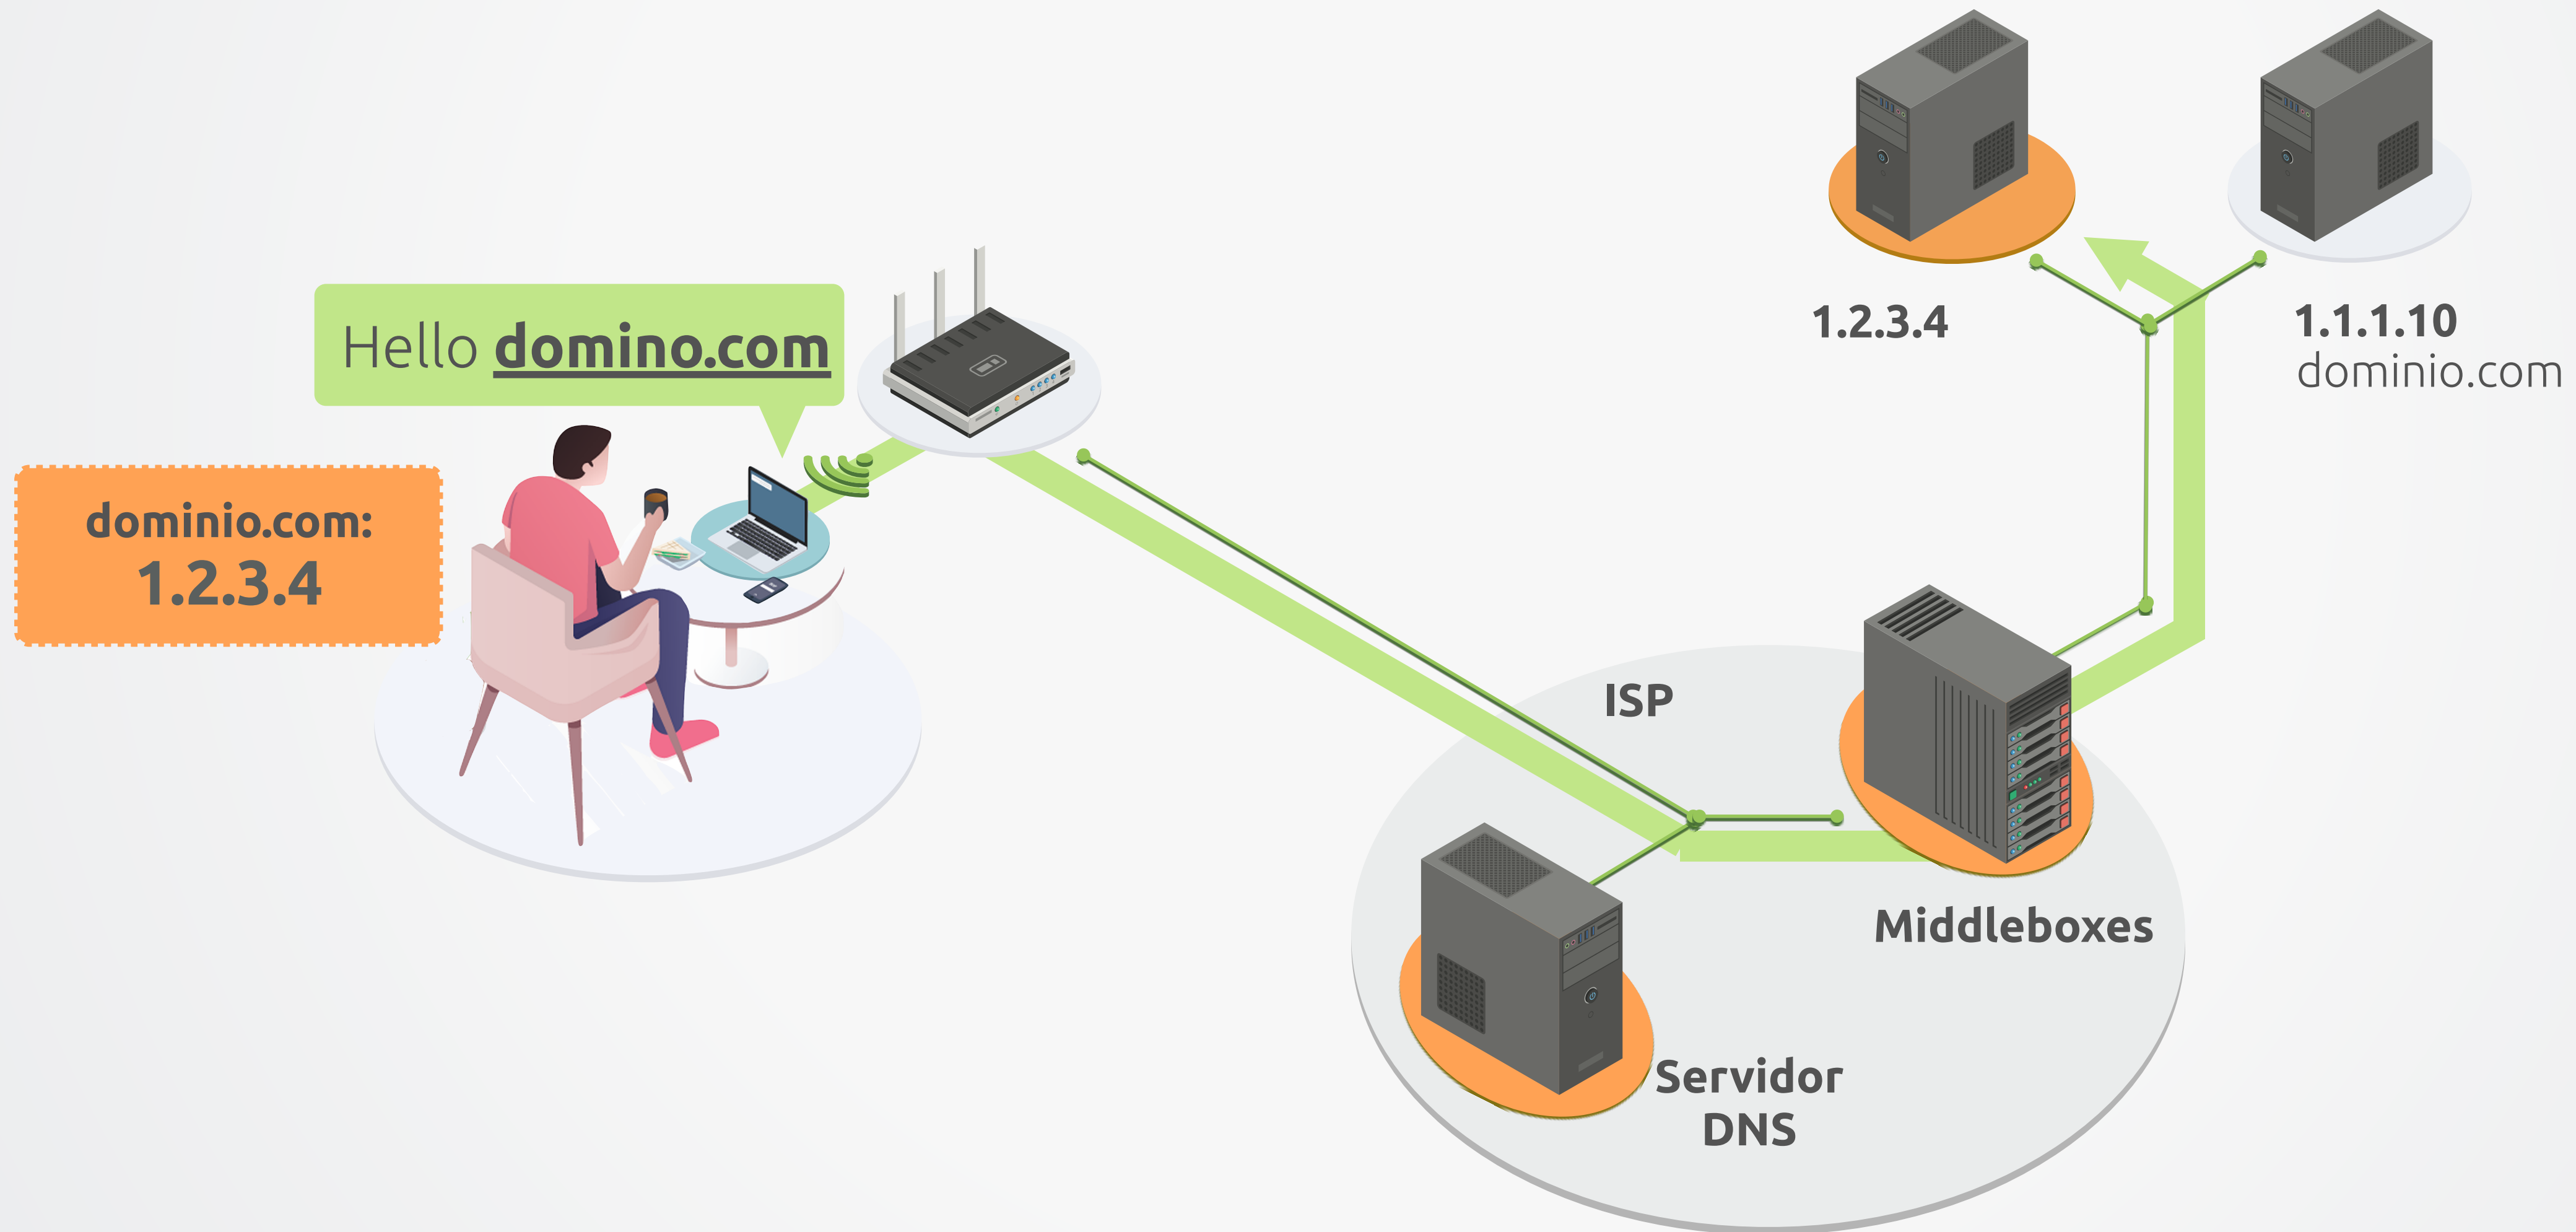 Hello domino.com
dominio.com:
1.2.3.4
1.2.3.4
1.1.1.10
dominio.com
ISP
Middleboxes
Servidor
DNS